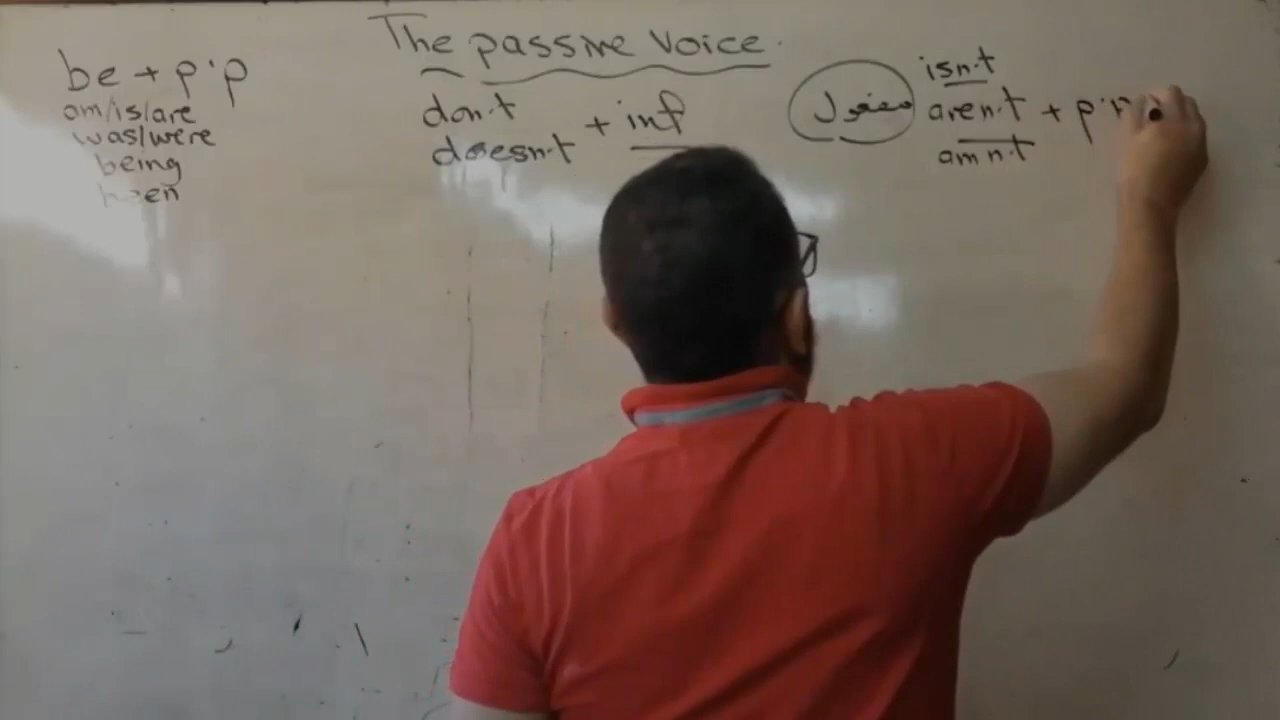 The passive Voice.
be + p.p
am/is/are
was/were
being
been
don't
doesn't + inf
مفعول
isn't
aren't + p.p
amn't